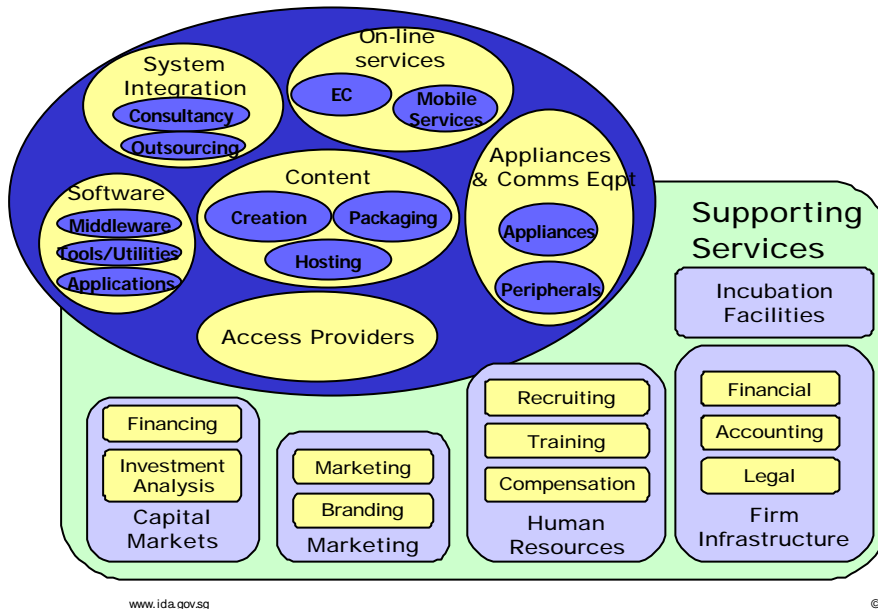 System
Integration
Consultancy
Outsourcing
On-line
services
EC
Mobile
Services
Software
Middleware
Tools/Utilities
Applications
Content
Creation
Packaging
Hosting
Appliances
& Comms Eqpt
Appliances
Peripherals
Access Providers
Supporting
Services
Incubation
Facilities
Financing
Investment
Analysis
Capital
Markets
Marketing
Branding
Marketing
Recruiting
Training
Compensation
Human
Resources
Financial
Accounting
Legal
Firm
Infrastructure
www.ida.gov.sg
©